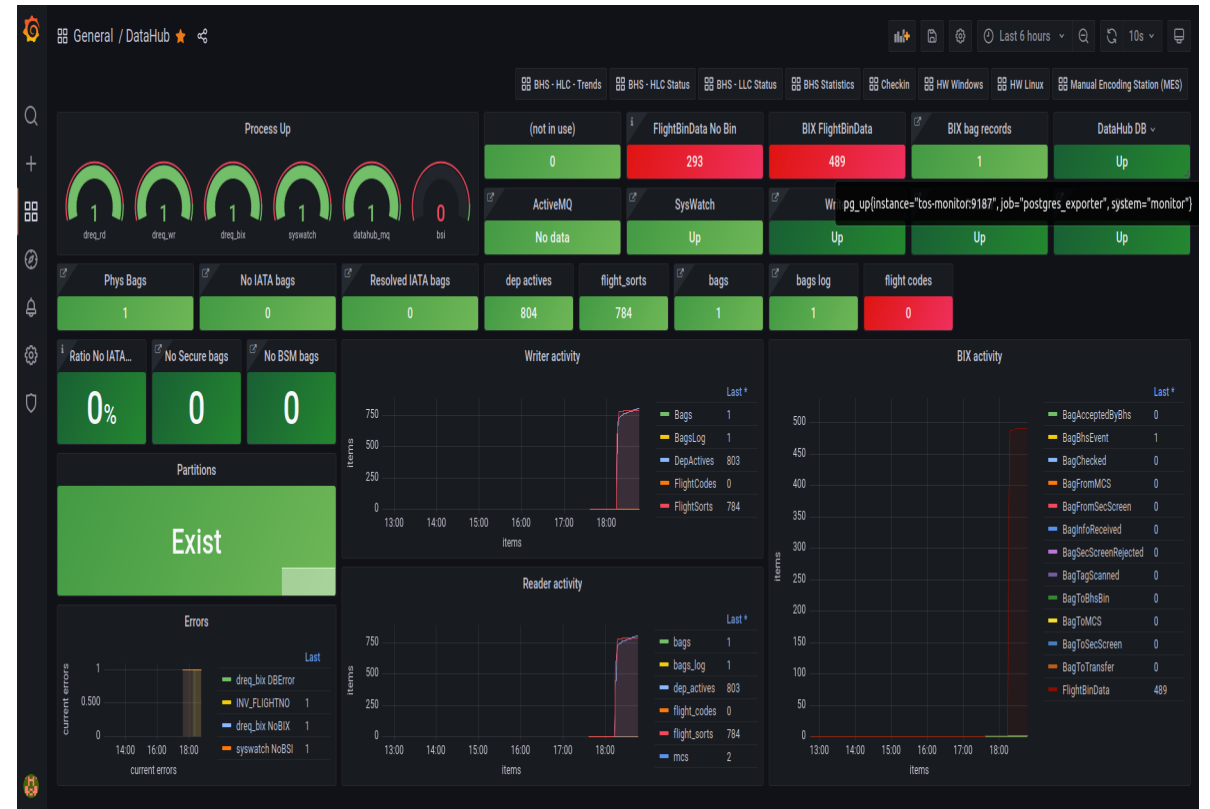 General / DataHub
Last 6 hours
10s
BHS - HLC - Trends
BHS - HLC Status
BHS - LLC Status
BHS Statistics
Checkin
HW Windows
HW Linux
Manual Encoding Station (MES)
Process Up
1
dreq_rd
1
dreq_wr
1
dreq_bix
1
syswatch
1
datahub_mq
0
bsi
(not in use)
0
FlightBinData No Bin
293
BIX FlightBinData
489
BIX bag records
1
DataHub DB
Up
ActiveMQ
No data
SysWatch
Up
Wri
Up
Up
Up
pg_up{instance="tos-monitor:9187", job="postgres_exporter", system="monitor"}
Phys Bags
1
No IATA bags
0
Resolved IATA bags
0
dep actives
804
flight_sorts
784
bags
1
bags log
1
flight codes
0
Ratio No IATA...
0%
No Secure bags
0
No BSM bags
0
Partitions
Exist
Errors
current errors
1
0.500
0
14:00 16:00 18:00
current errors
Last
dreq_bix DBError
INV_FLIGHTNO 1
dreq_bix NoBIX 1
syswatch NoBSI 1
Writer activity
items
750
500
250
0
13:00 14:00 15:00 16:00 17:00 18:00
items
Last *
Bags 1
BagsLog 1
DepActives 803
FlightCodes 0
FlightSorts 784
Reader activity
items
750
500
250
0
13:00 14:00 15:00 16:00 17:00 18:00
items
Last *
bags 1
bags_log 1
dep_actives 803
flight_codes 0
flight_sorts 784
mcs 2
BIX activity
items
500
450
400
350
300
250
200
150
100
50
0
13:00 14:00 15:00 16:00 17:00 18:00
items
Last *
BagAcceptedByBhs 0
BagBhsEvent 1
BagChecked 0
BagFromMCS 0
BagFromSecScreen 0
BagInfoReceived 0
BagSecScreenRejected 0
BagTagScanned 0
BagToBhsBin 0
BagToMCS 0
BagToSecScreen 0
BagToTransfer 0
FlightBinData 489